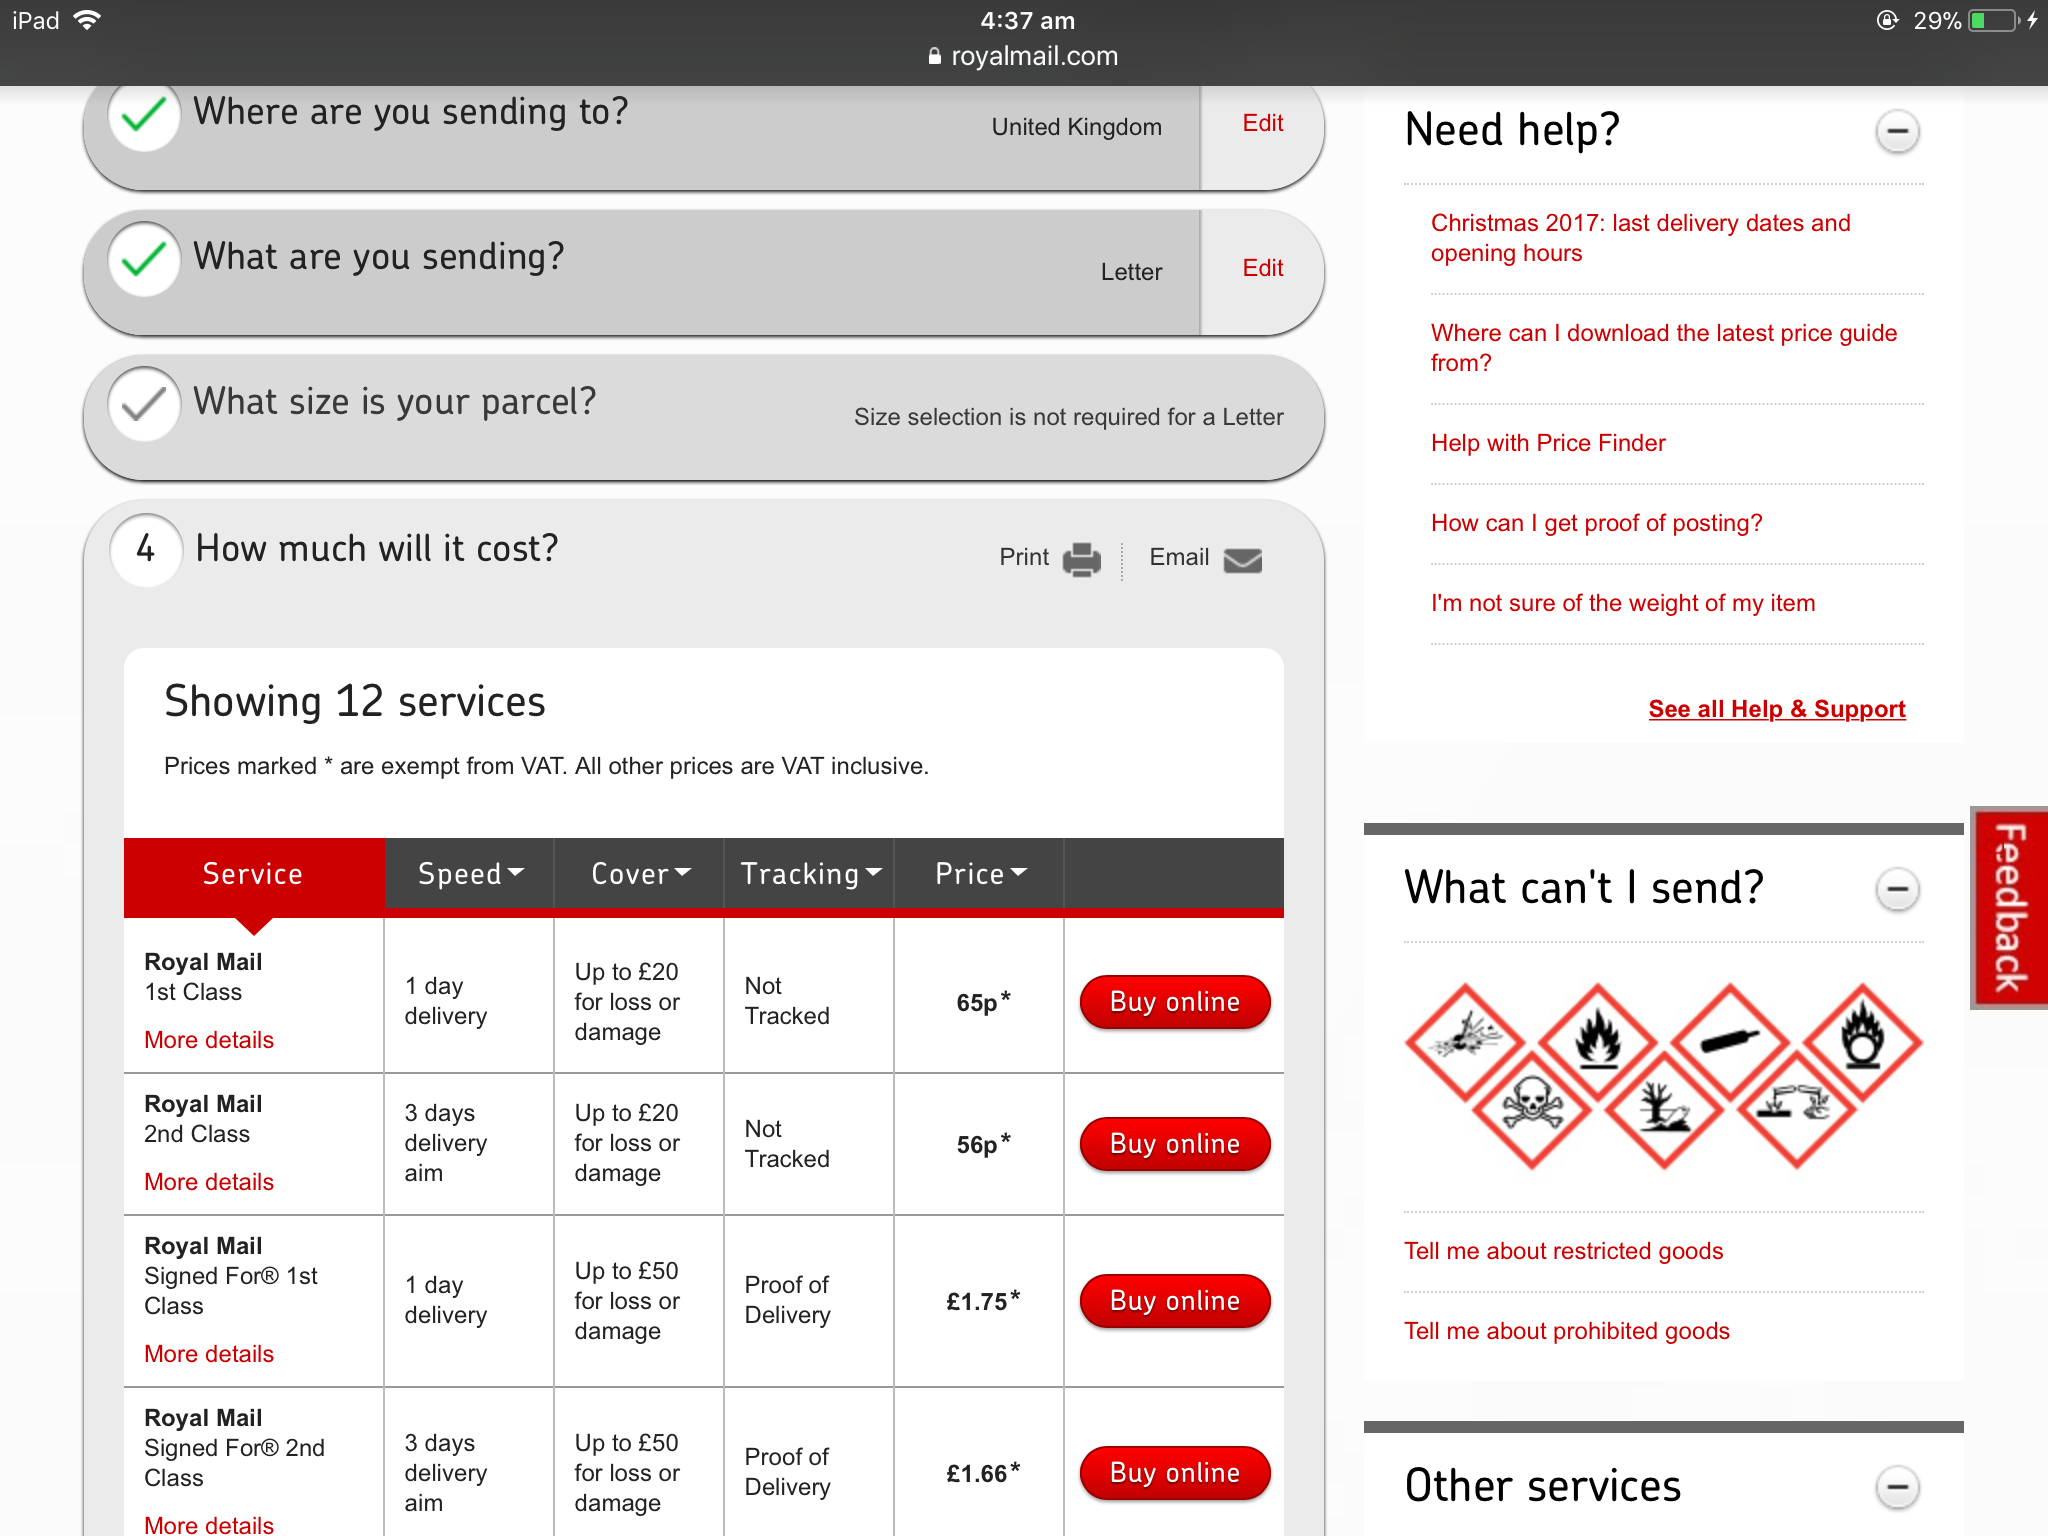 iPad
4:37 am
29%
royalmail.com
Where are you sending to?
United Kingdom
Edit
What are you sending?
Letter
Edit
What size is your parcel?
Size selection is not required for a Letter
4
How much will it cost?
Print
Email
Showing 12 services
Prices marked * are exempt from VAT. All other prices are VAT inclusive.
Service
Speed
Cover
Tracking
Price
Royal Mail
1st Class
More details
1 day
delivery
Up to £20
for loss or
damage
Not
Tracked
65p*
Buy online
Royal Mail
2nd Class
More details
3 days
delivery
aim
Up to £20
for loss or
damage
Not
Tracked
56p*
Buy online
Royal Mail
Signed For® 1st
Class
More details
1 day
delivery
Up to £50
for loss or
damage
Proof of
Delivery
£1.75*
Buy online
Royal Mail
Signed For® 2nd
Class
More details
3 days
delivery
aim
Up to £50
for loss or
damage
Proof of
Delivery
£1.66*
Buy online
Need help?
Christmas 2017: last delivery dates and
opening hours
Where can I download the latest price guide
from?
Help with Price Finder
How can I get proof of posting?
I'm not sure of the weight of my item
See all Help & Support
What can't I send?
Tell me about restricted goods
Tell me about prohibited goods
Other services
Feedback